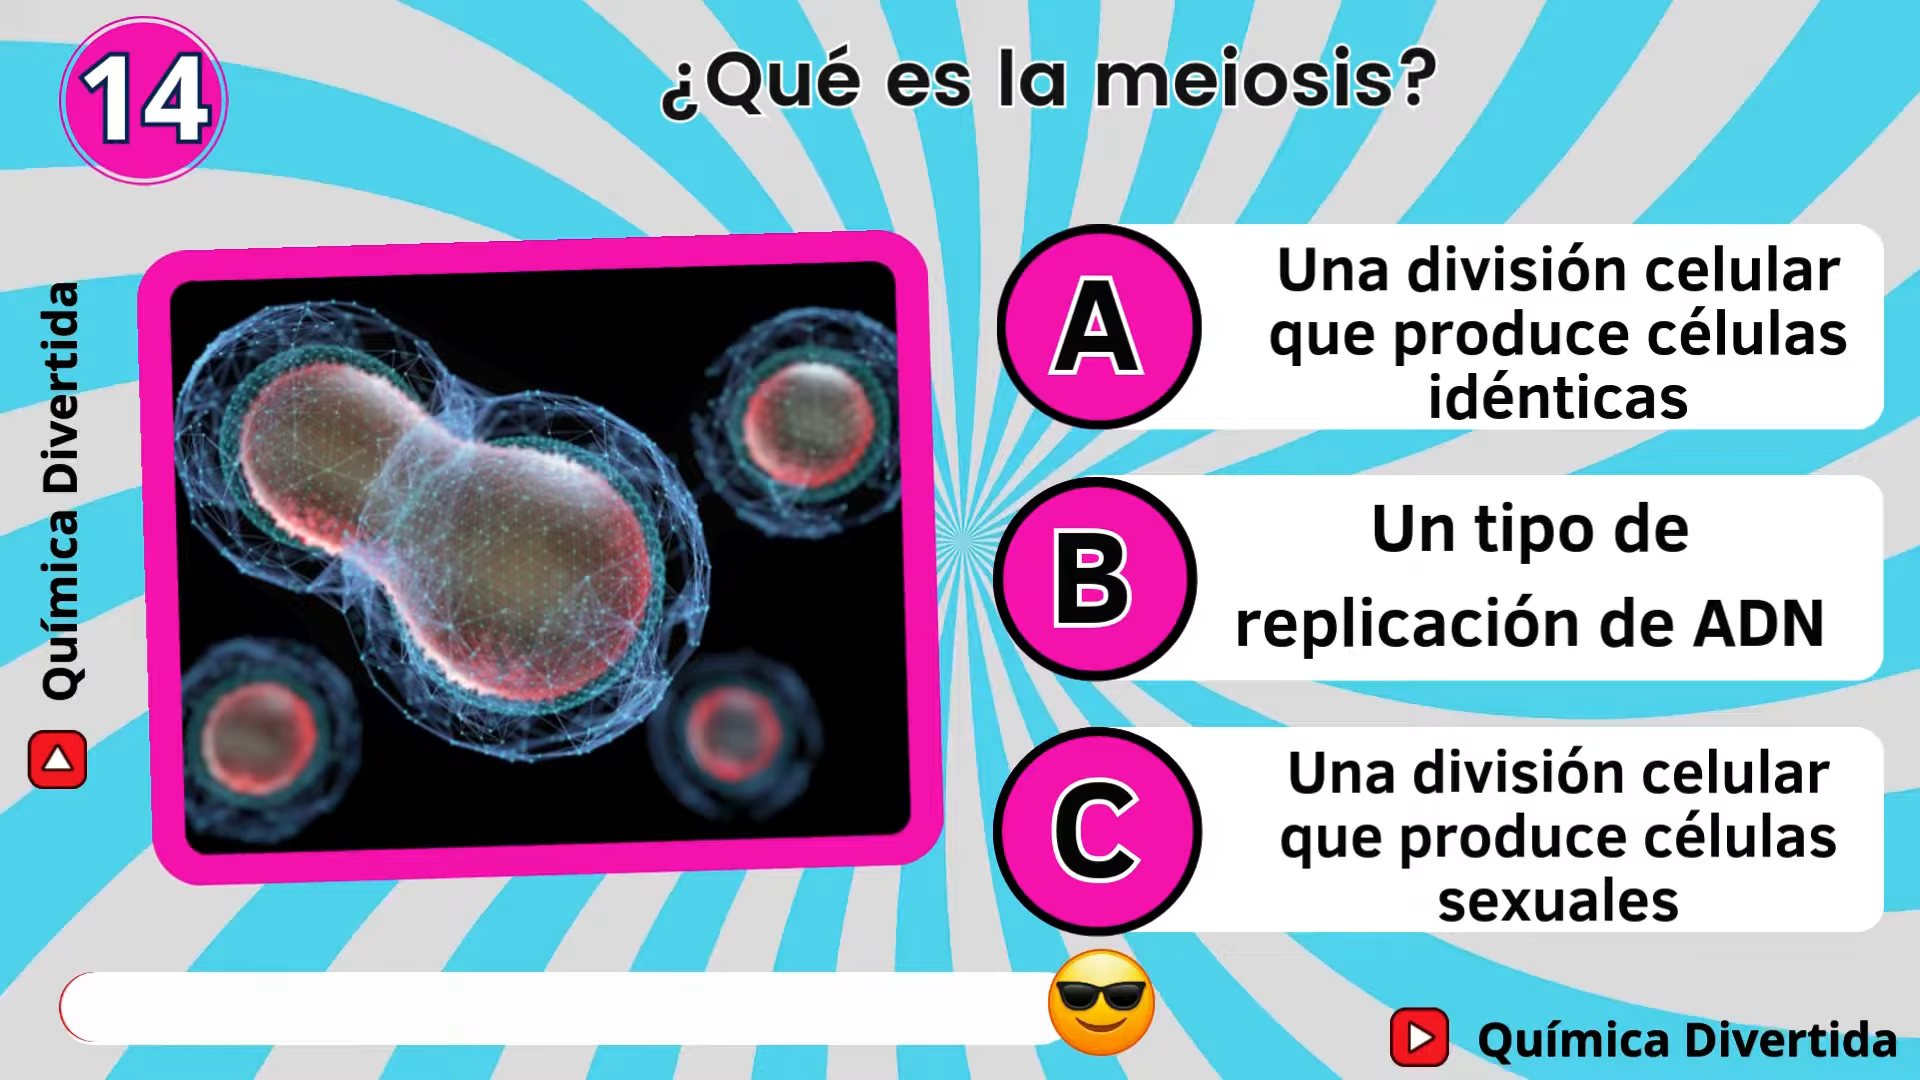 14
¿Qué es la meiosis?
Química Divertida
A
Una división celular
que produce células
idénticas
B
Un tipo de
replicación de ADN
C
Una división celular
que produce células
sexuales
Química Divertida